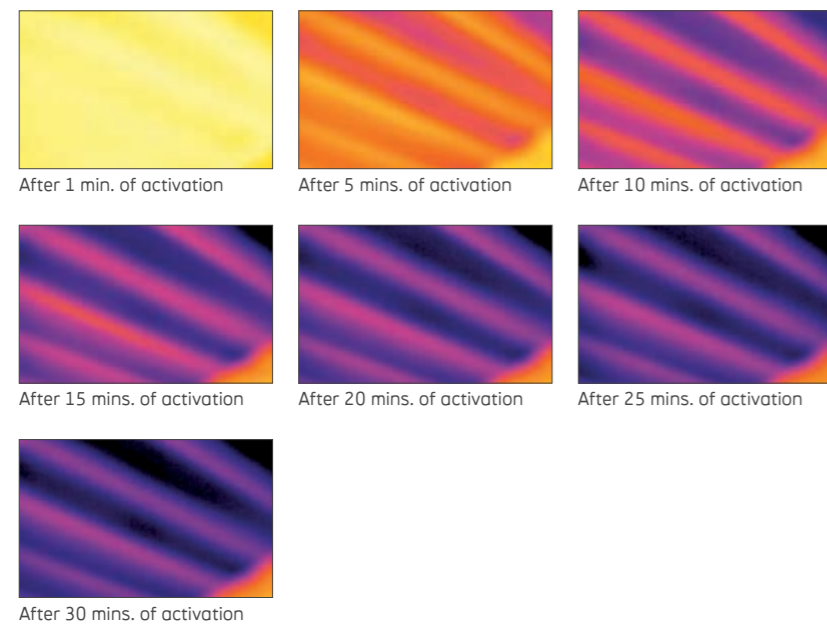 After 1 min. of activation
After 5 mins. of activation
After 10 mins. of activation
After 15 mins. of activation
After 20 mins. of activation
After 25 mins. of activation
After 30 mins. of activation